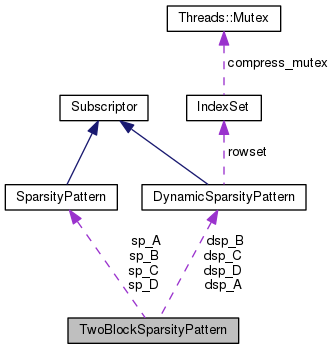 Threads::Mutex
compress_mutex
Subscriptor
IndexSet
rowset
SparsityPattern
DynamicSparsityPattern
sp_A
sp_B
sp_C
sp_D
dsp_B
dsp_C
dsp_D
dsp_A
TwoBlockSparsityPattern